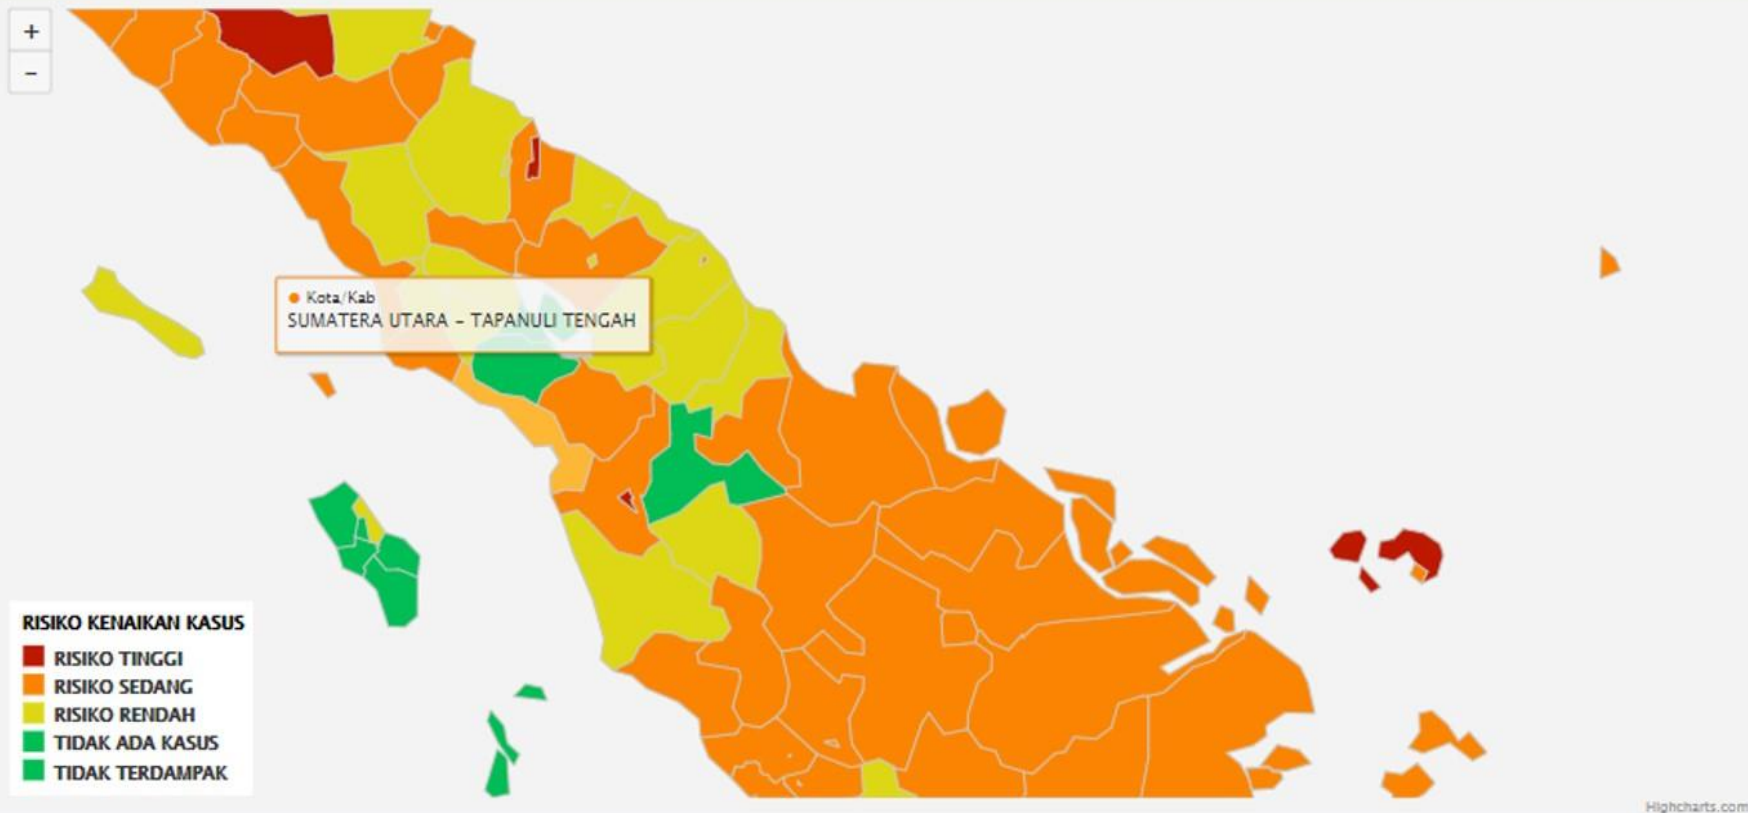 +
−
● Kota/Kab
SUMATERA UTARA – TAPANULI TENGAH
RISIKO KENAIKAN KASUS
RISIKO TINGGI
RISIKO SEDANG
RISIKO RENDAH
TIDAK ADA KASUS
TIDAK TERDAMPAK
Highcharts.com